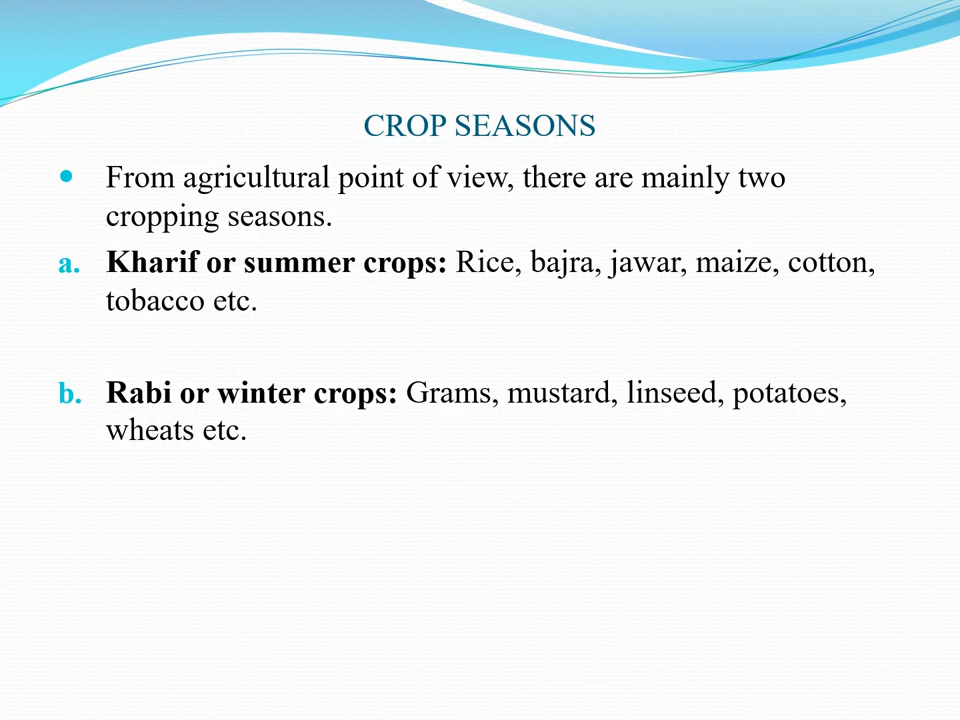 CROP SEASONS
• From agricultural point of view, there are mainly two
cropping seasons.
a. Kharif or summer crops: Rice, bajra, jawar, maize, cotton,
tobacco etc.
b. Rabi or winter crops: Grams, mustard, linseed, potatoes,
wheats etc.